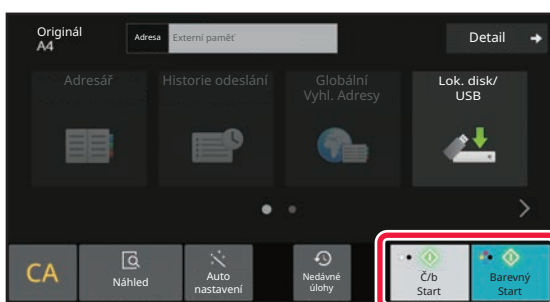 Originál
A4
Adresa
Externí paměť
Detail
Adresář
Historie odeslání
Globální
Vyhl. Adresy
Lok. disk/
USB
CA
Náhled
Auto
nastavení
Nedávné
úlohy
Č/b
Start
Barevný
Start